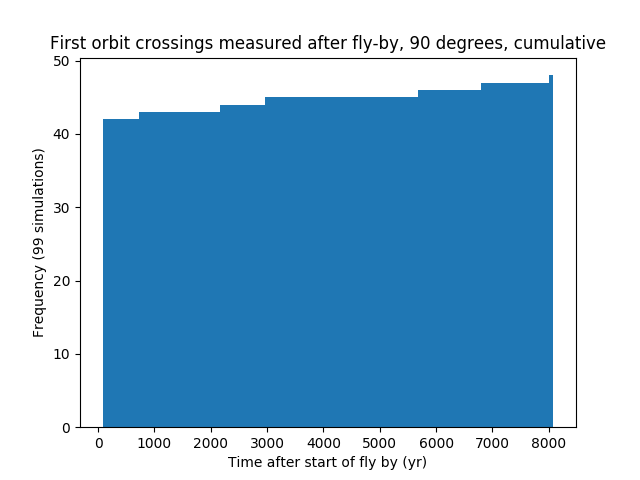 First orbit crossings measured after fly-by, 90 degrees, cumulative
50
40
30
20
10
0
Frequency (99 simulations)
0 1000 2000 3000 4000 5000 6000 7000 8000
Time after start of fly by (yr)